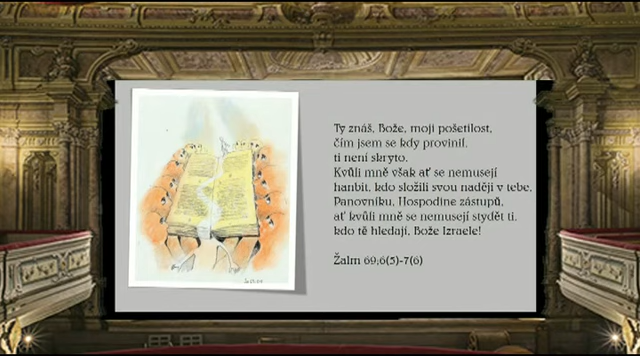 Ty znáš, Bože, moji pošetilost,
čím jsem se kdy provinil,
ti není skryto.
Kvůli mně však ať se nemusejí
hanbit, kdo složili svou naději v tebe,
Panovníku, Hospodine zástupů,
ať kvůli mně se nemusejí stydět ti,
kdo tě hledají, Bože Izraele!
Žalm 69:6(5)-7(6)